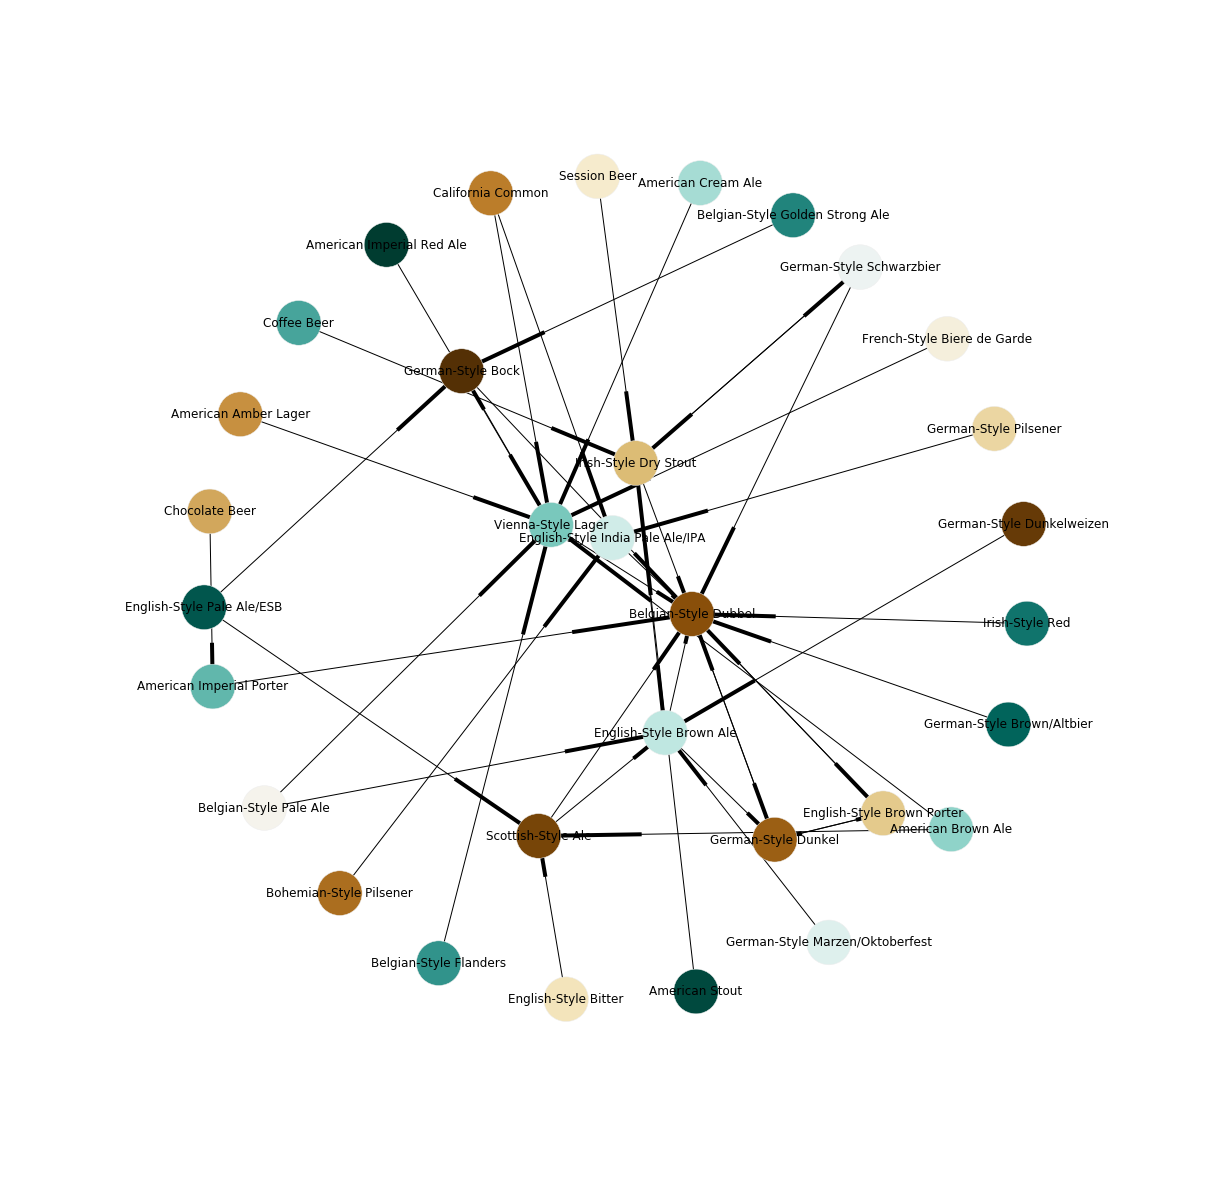 Session Beer
American Cream Ale
California Common
Belgian-Style Golden Strong Ale
American Imperial Red Ale
German-Style Schwarzbier
Coffee Beer
French-Style Biere de Garde
German-Style Bock
American Amber Lager
German-Style Pilsener
Irish-Style Dry Stout
Chocolate Beer
Vienna-Style Lager
German-Style Dunkelweizen
English-Style India Pale Ale/IPA
English-Style Pale Ale/ESB
Belgian-Style Dubbel
Irish-Style Red
American Imperial Porter
German-Style Brown/Altbier
English-Style Brown Ale
Belgian-Style Pale Ale
English-Style Brown Porter
American Brown Ale
Scottish-Style Ale
German-Style Dunkel
Bohemian-Style Pilsener
German-Style Marzen/Oktoberfest
Belgian-Style Flanders
American Stout
English-Style Bitter